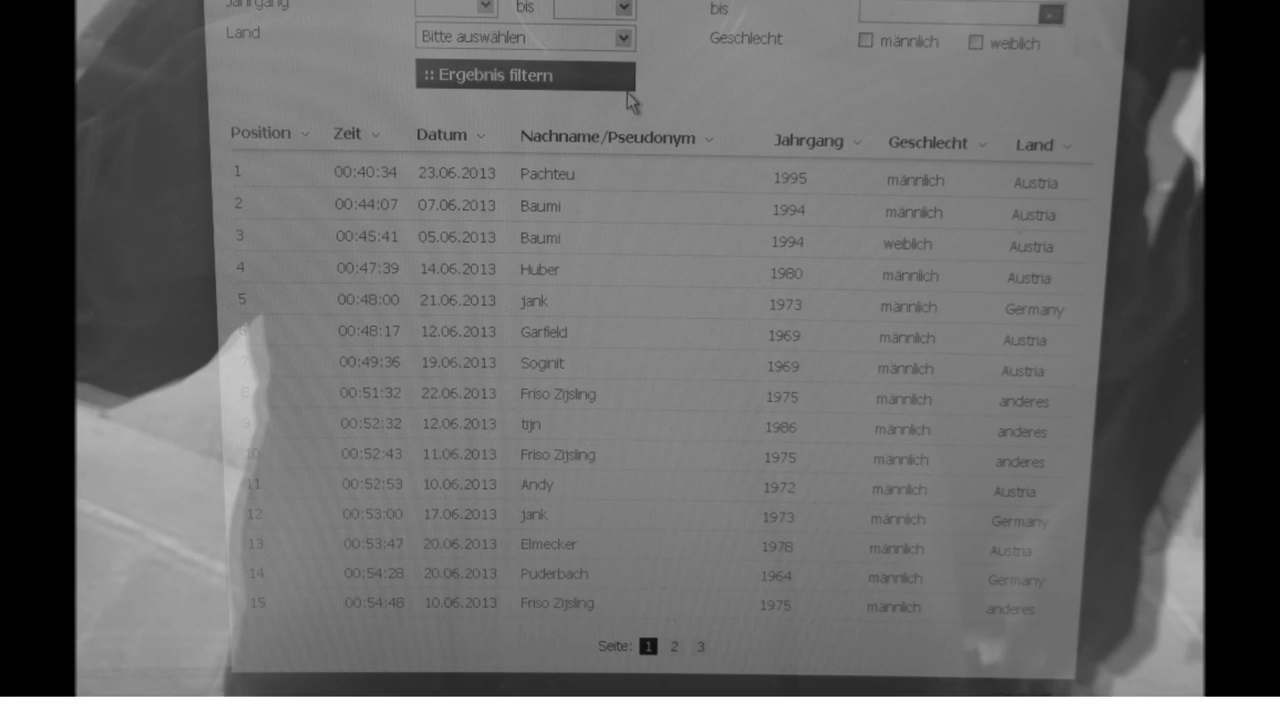 Jahrgang bis bis
Land Bitte auswählen Geschlecht männlich weiblich
:: Ergebnis filtern
Position Zeit Datum Nachname/Pseudonym Jahrgang Geschlecht Land
1 00:40:34 23.06.2013 Pachteu 1995 männlich Austria
2 00:44:07 07.06.2013 Baumi 1994 männlich Austria
3 00:45:41 05.06.2013 Baumi 1994 weiblich Austria
4 00:47:39 14.06.2013 Huber 1980 männlich Austria
5 00:48:00 21.06.2013 jank 1973 männlich Germany
6 00:48:17 12.06.2013 Garfield 1969 männlich Austria
7 00:49:36 19.06.2013 Soginit 1969 männlich Austria
8 00:51:32 22.06.2013 Friso Zijsling 1975 männlich anderes
9 00:52:32 12.06.2013 tijn 1986 männlich anderes
10 00:52:43 11.06.2013 Friso Zijsling 1975 männlich anderes
11 00:52:53 10.06.2013 Andy 1972 männlich Austria
12 00:53:00 17.06.2013 jank 1973 männlich Germany
13 00:53:47 20.06.2013 Elmecker 1978 männlich Austria
14 00:54:28 20.06.2013 Puderbach 1964 männlich Germany
15 00:54:48 10.06.2013 Friso Zijsling 1975 männlich anderes
Seite: 1 2 3